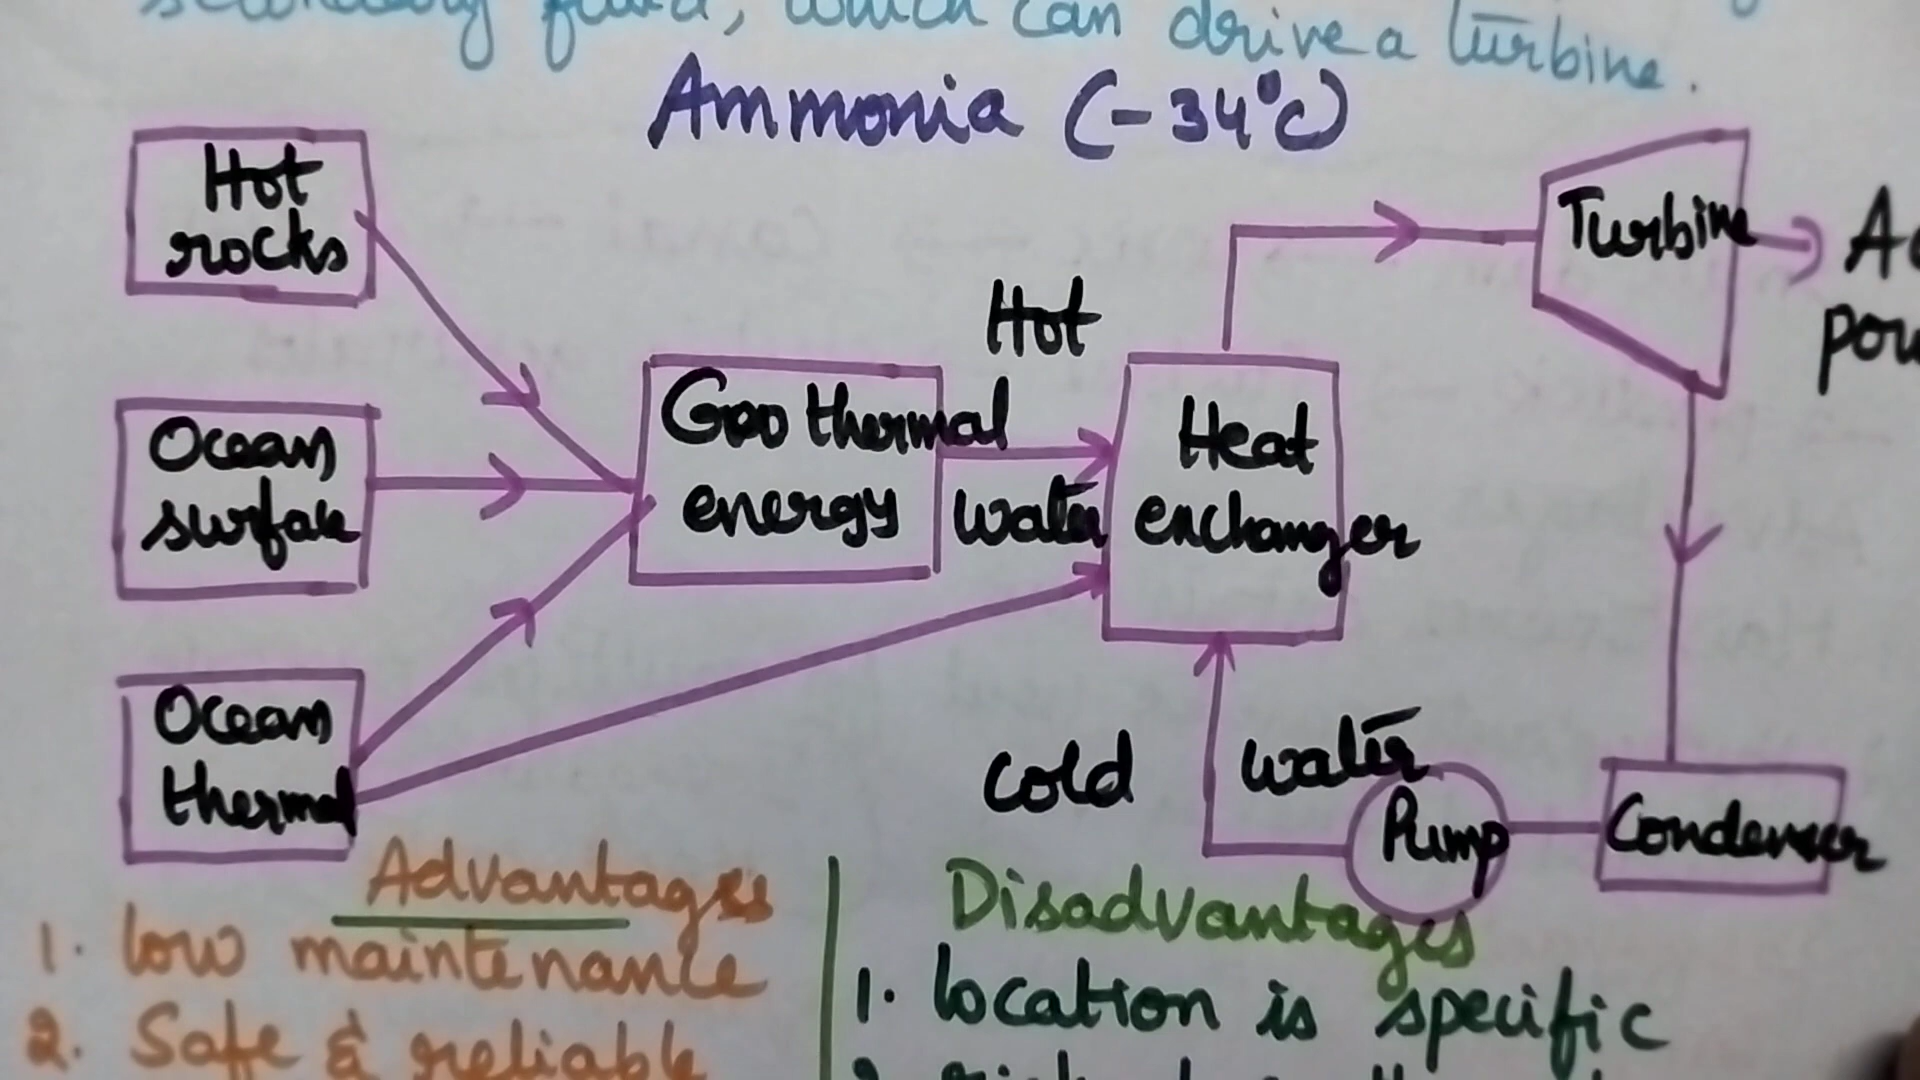 fluid, which can drive a turbine.
Ammonia (-34°c)
Hot
rocks
Ocean
surface
Ocean
thermal
Geo thermal
energy
Hot
water
Heat
exchanger
Turbine
cold water
Pump
Condenser
Advantages
1. low maintenance
2. Safe & reliable
Disadvantages
1. location is specific